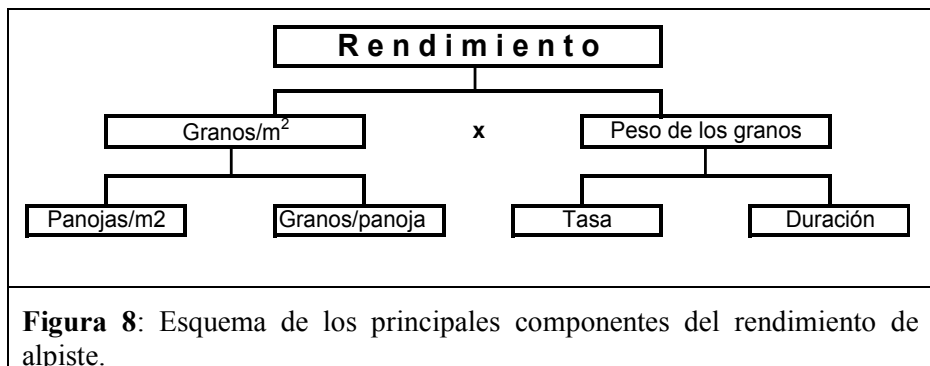 Rendimiento
Granos/m²
x
Peso de los granos
Panojas/m2
Granos/panoja
Tasa
Duración
Figura 8: Esquema de los principales componentes del rendimiento de
alpiste.